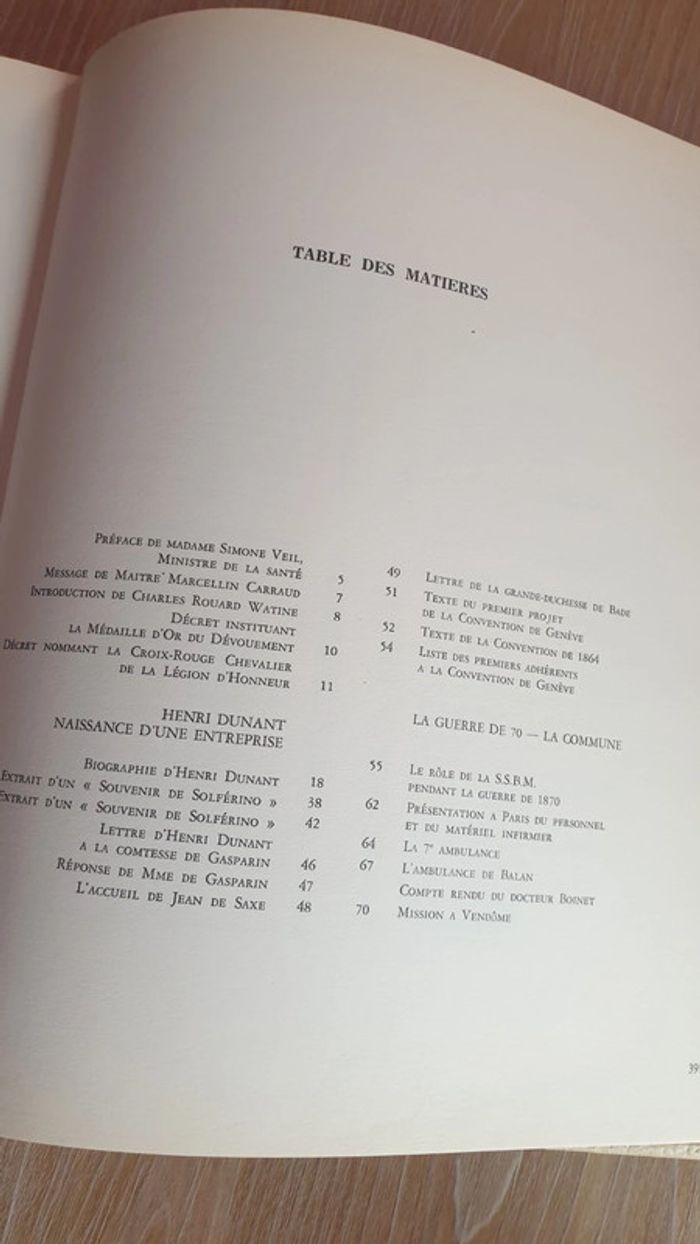 TABLE DES MATIERES
PRÉFACE DE MADAME SIMONE VEIL,
MINISTRE DE LA SANTÉ 5
MESSAGE DE MAITRE MARCELLIN CARRAUD 7
INTRODUCTION DE CHARLES ROUARD WATINE 8
DÉCRET INSTITUANT
LA MÉDAILLE D'OR DU DÉVOUEMENT 10
DÉCRET NOMMANT LA CROIX-ROUGE CHEVALIER
DE LA LÉGION D'HONNEUR 11
HENRI DUNANT
NAISSANCE D'UNE ENTREPRISE
BIOGRAPHIE D'HENRI DUNANT 18
EXTRAIT D'UN « SOUVENIR DE SOLFÉRINO » 38
EXTRAIT D'UN « SOUVENIR DE SOLFÉRINO » 42
LETTRE D'HENRI DUNANT
A LA COMTESSE DE GASPARIN 46
RÉPONSE DE MME DE GASPARIN 47
L'ACCUEIL DE JEAN DE SAXE 48
49 LETTRE DE LA GRANDE-DUCHESSE DE BADE
51 TEXTE DU PREMIER PROJET
DE LA CONVENTION DE GENÈVE
52 TEXTE DE LA CONVENTION DE 1864
54 LISTE DES PREMIERS ADHÉRENTS
A LA CONVENTION DE GENÈVE
LA GUERRE DE 70 — LA COMMUNE
55 LE RÔLE DE LA S.S.B.M.
PENDANT LA GUERRE DE 1870
62 PRÉSENTATION A PARIS DU PERSONNEL
ET DU MATÉRIEL INFIRMIER
64 LA 7e AMBULANCE
67 L'AMBULANCE DE BALAN
COMPTE RENDU DU DOCTEUR BOINET
70 MISSION A VENDÔME